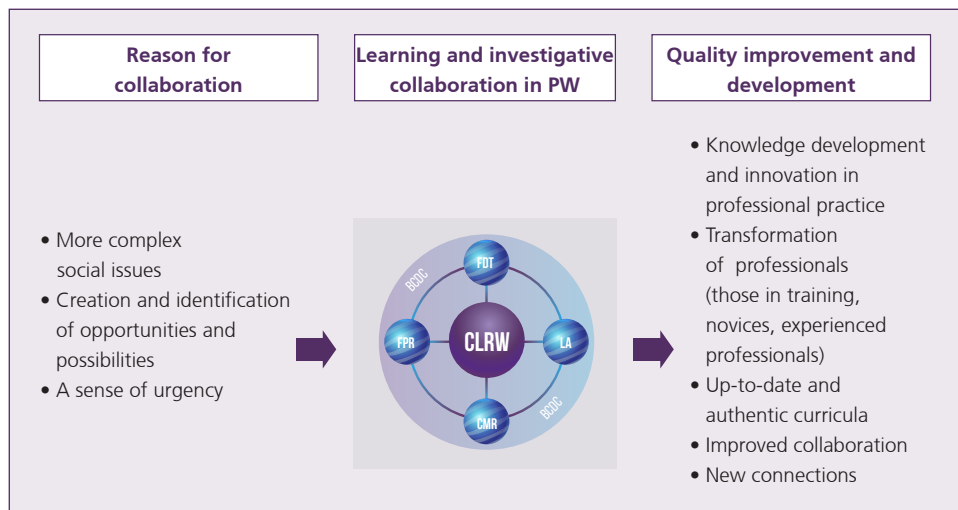 Reason for
collaboration
Learning and investigative
collaboration in PW
Quality improvement and
development
• More complex
social issues
• Creation and identification
of opportunities and
possibilities
• A sense of urgency
BCDC
FDT
FPR
CLRW
LA
CMR
BCDC
• Knowledge development
and innovation in
professional practice
• Transformation
of professionals
(those in training,
novices, experienced
professionals)
• Up-to-date and
authentic curricula
• Improved collaboration
• New connections